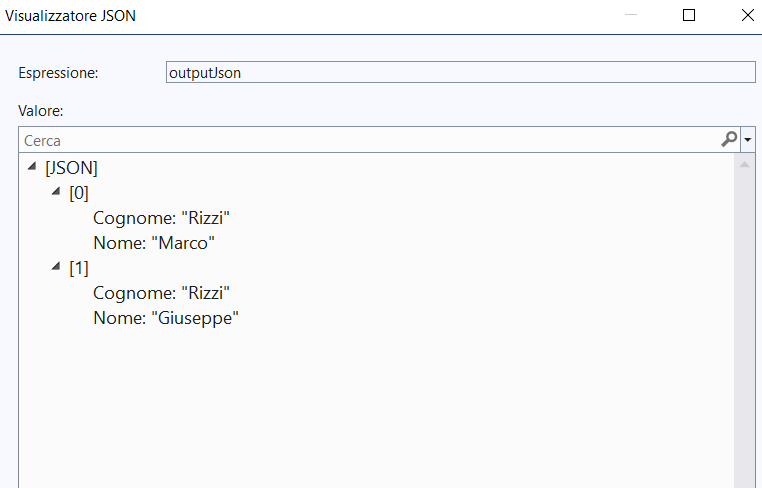 Visualizzatore JSON
Espressione: outputJson
Valore:
Cerca
[JSON]
[0]
Cognome: "Rizzi"
Nome: "Marco"
[1]
Cognome: "Rizzi"
Nome: "Giuseppe"